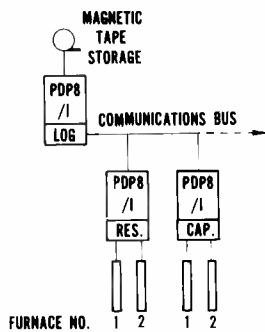 MAGNETIC
TAPE
STORAGE
PDP8
/I
LOG
COMMUNICATIONS BUS
PDP8
/I
RES.
PDP8
/I
CAP.
FURNACE NO. 1 2 1 2